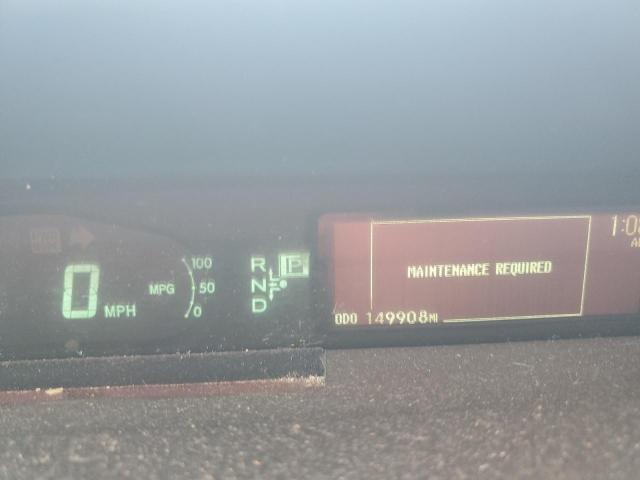 0 MPH
MPG
100
50
0
R
N
D
P
MAINTENANCE REQUIRED
ODO 149908MI